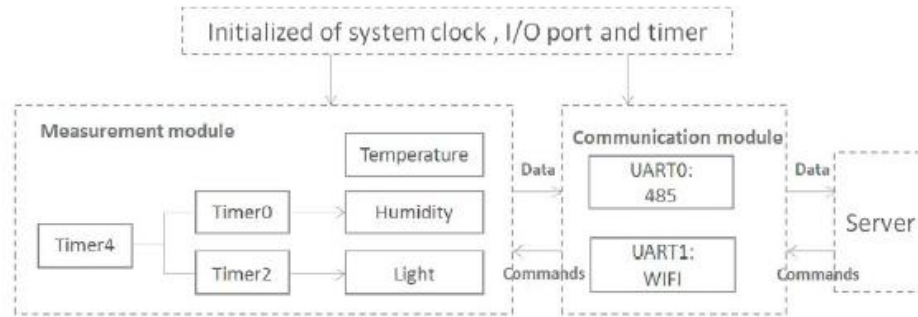 Initialized of system clock , I/O port and timer
Measurement module
Temperature
Timer0
Humidity
Timer4
Timer2
Light
Data
Commands
Communication module
UART0:
485
UART1:
WIFI
Data
Commands
Server